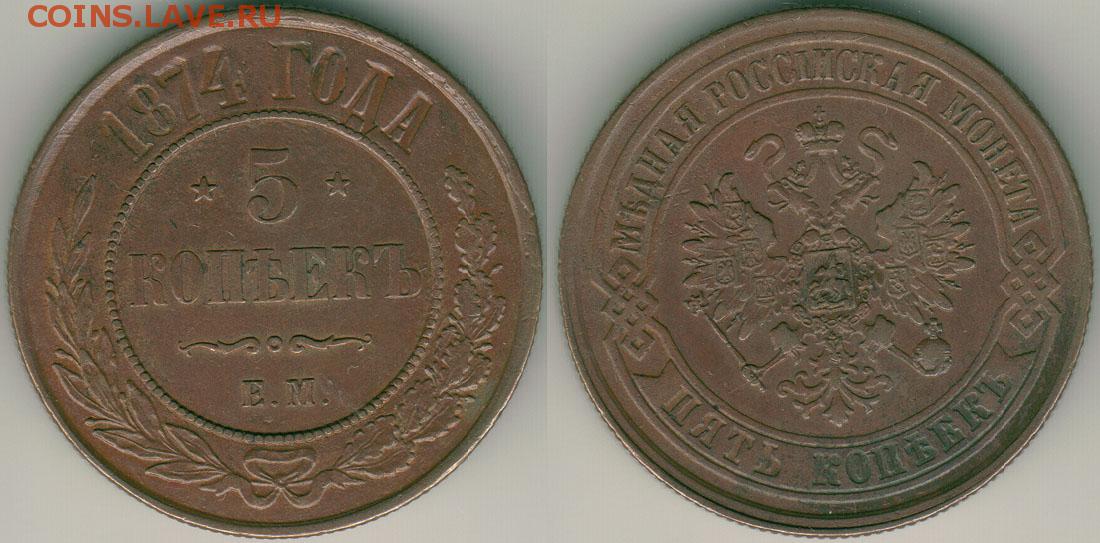 COINS.LAVE.RU
1874 ГОДА
5
КОПѢЕКЪ
Е.М.
МѢДНАЯ РОССІЙСКАЯ МОНЕТА
ПЯТЬ КОПѢЕКЪ